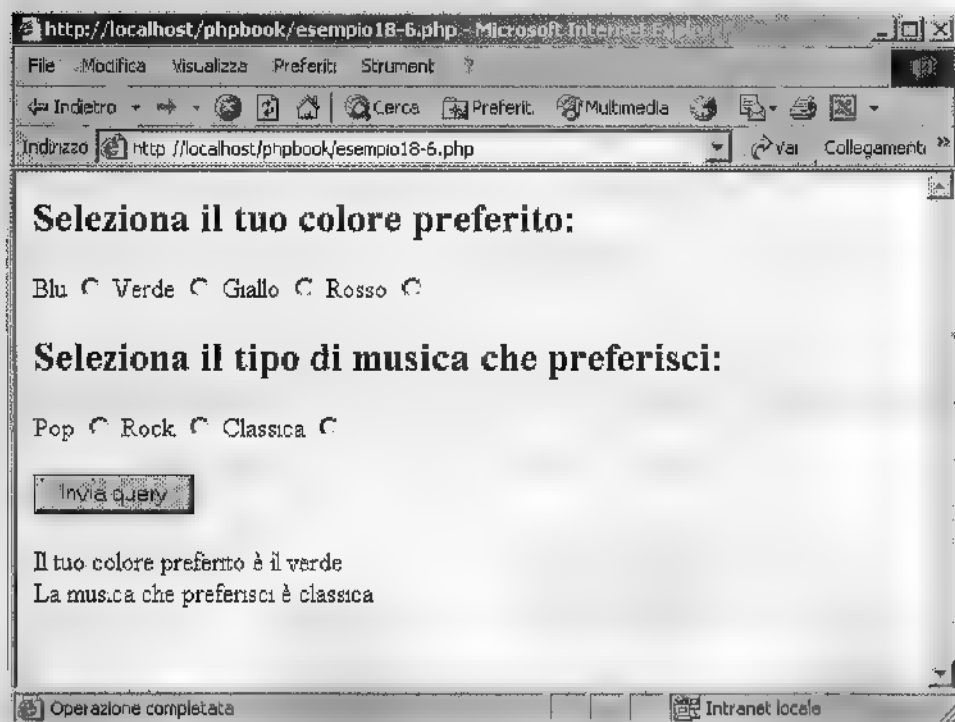 http://localhost/phpbook/esempio18-6.php - Microsoft Internet Explorer
File Modifica Visualizza Preferiti Strumenti ?
Indietro Cerca Preferiti Multimedia
Indirizzo http://localhost/phpbook/esempio18-6.php Vai Collegamenti »
Seleziona il tuo colore preferito:
Blu Verde Giallo Rosso
Seleziona il tipo di musica che preferisci:
Pop Rock Classica
Invia query
Il tuo colore preferito è il verde
La musica che preferisci è classica
Operazione completata Intranet locale